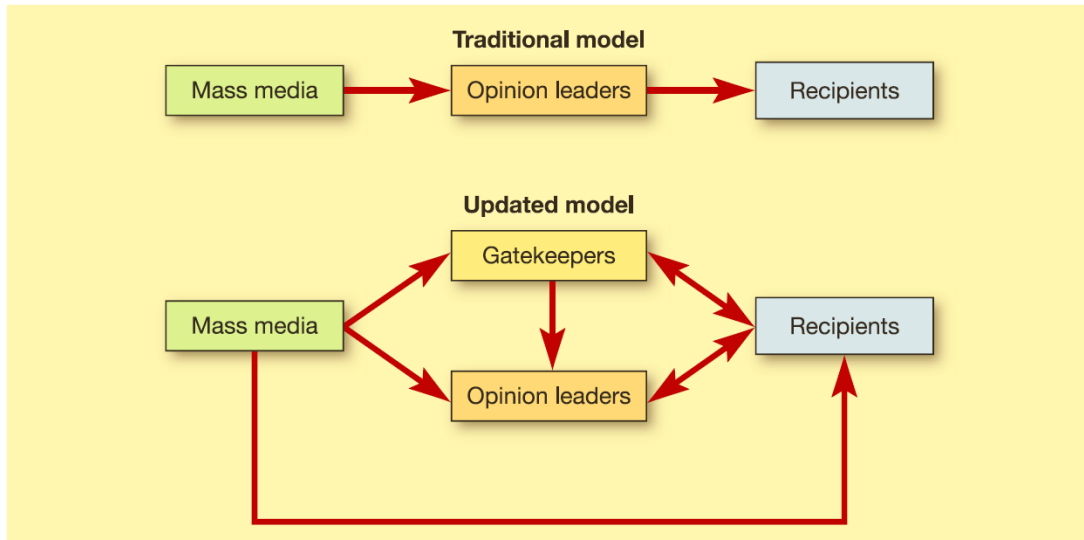 Traditional model
Mass media
Opinion leaders
Recipients
Updated model
Gatekeepers
Mass media
Recipients
Opinion leaders